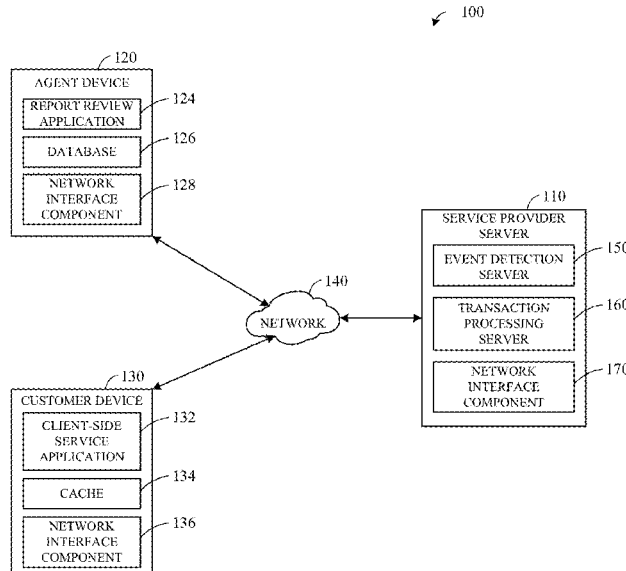 100
120
AGENT DEVICE
REPORT REVIEW
APPLICATION
124
DATABASE
126
NETWORK
INTERFACE
COMPONENT
128
110
SERVICE PROVIDER
SERVER
EVENT DETECTION
SERVER
150
TRANSACTION
PROCESSING
SERVER
160
NETWORK
INTERFACE
COMPONENT
170
140
NETWORK
130
CUSTOMER DEVICE
CLIENT-SIDE
SERVICE
APPLICATION
132
CACHE
134
NETWORK
INTERFACE
COMPONENT
136